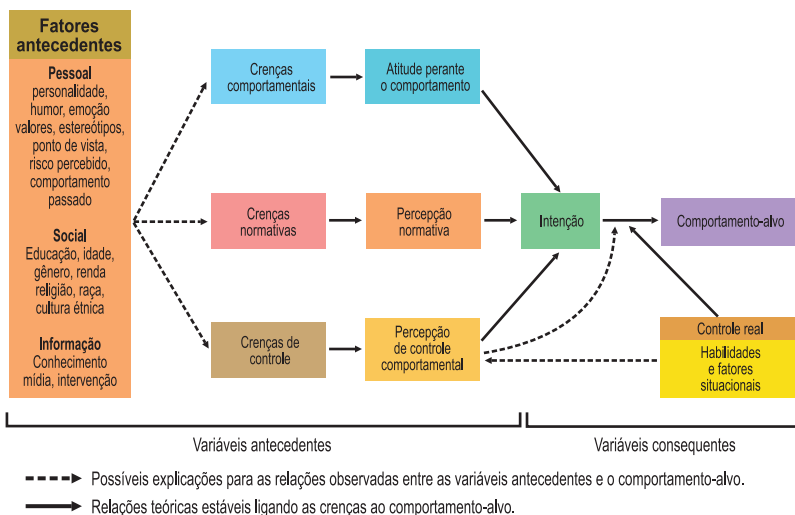 Fatores
antecedentes
Pessoal
personalidade,
humor, emoção
valores, estereótipos,
ponto de vista,
risco percebido,
comportamento
passado
Social
Educação, idade,
gênero, renda
religião, raça,
cultura étnica
Informação
Conhecimento
mídia, intervenção
Crenças
comportamentais
Atitude perante
o comportamento
Crenças
normativas
Percepção
normativa
Intenção
Comportamento-alvo
Crenças de
controle
Percepção
de controle
comportamental
Controle real
Habilidades
e fatores
situacionais
Variáveis antecedentes
Variáveis consequentes
Possíveis explicações para as relações observadas entre as variáveis antecedentes e o comportamento-alvo.
Relações teóricas estáveis ligando as crenças ao comportamento-alvo.